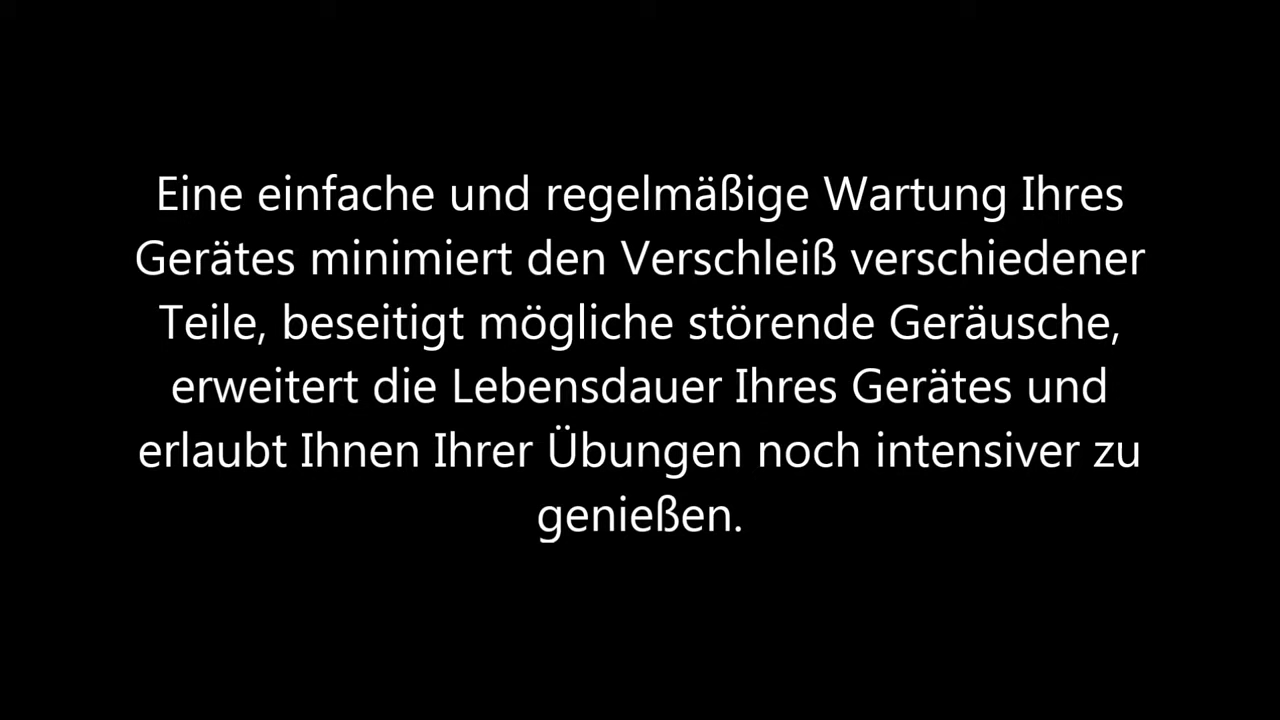 Eine einfache und regelmäßige Wartung Ihres
Gerätes minimiert den Verschleiß verschiedener
Teile, beseitigt mögliche störende Geräusche,
erweitert die Lebensdauer Ihres Gerätes und
erlaubt Ihnen Ihrer Übungen noch intensiver zu
genießen.